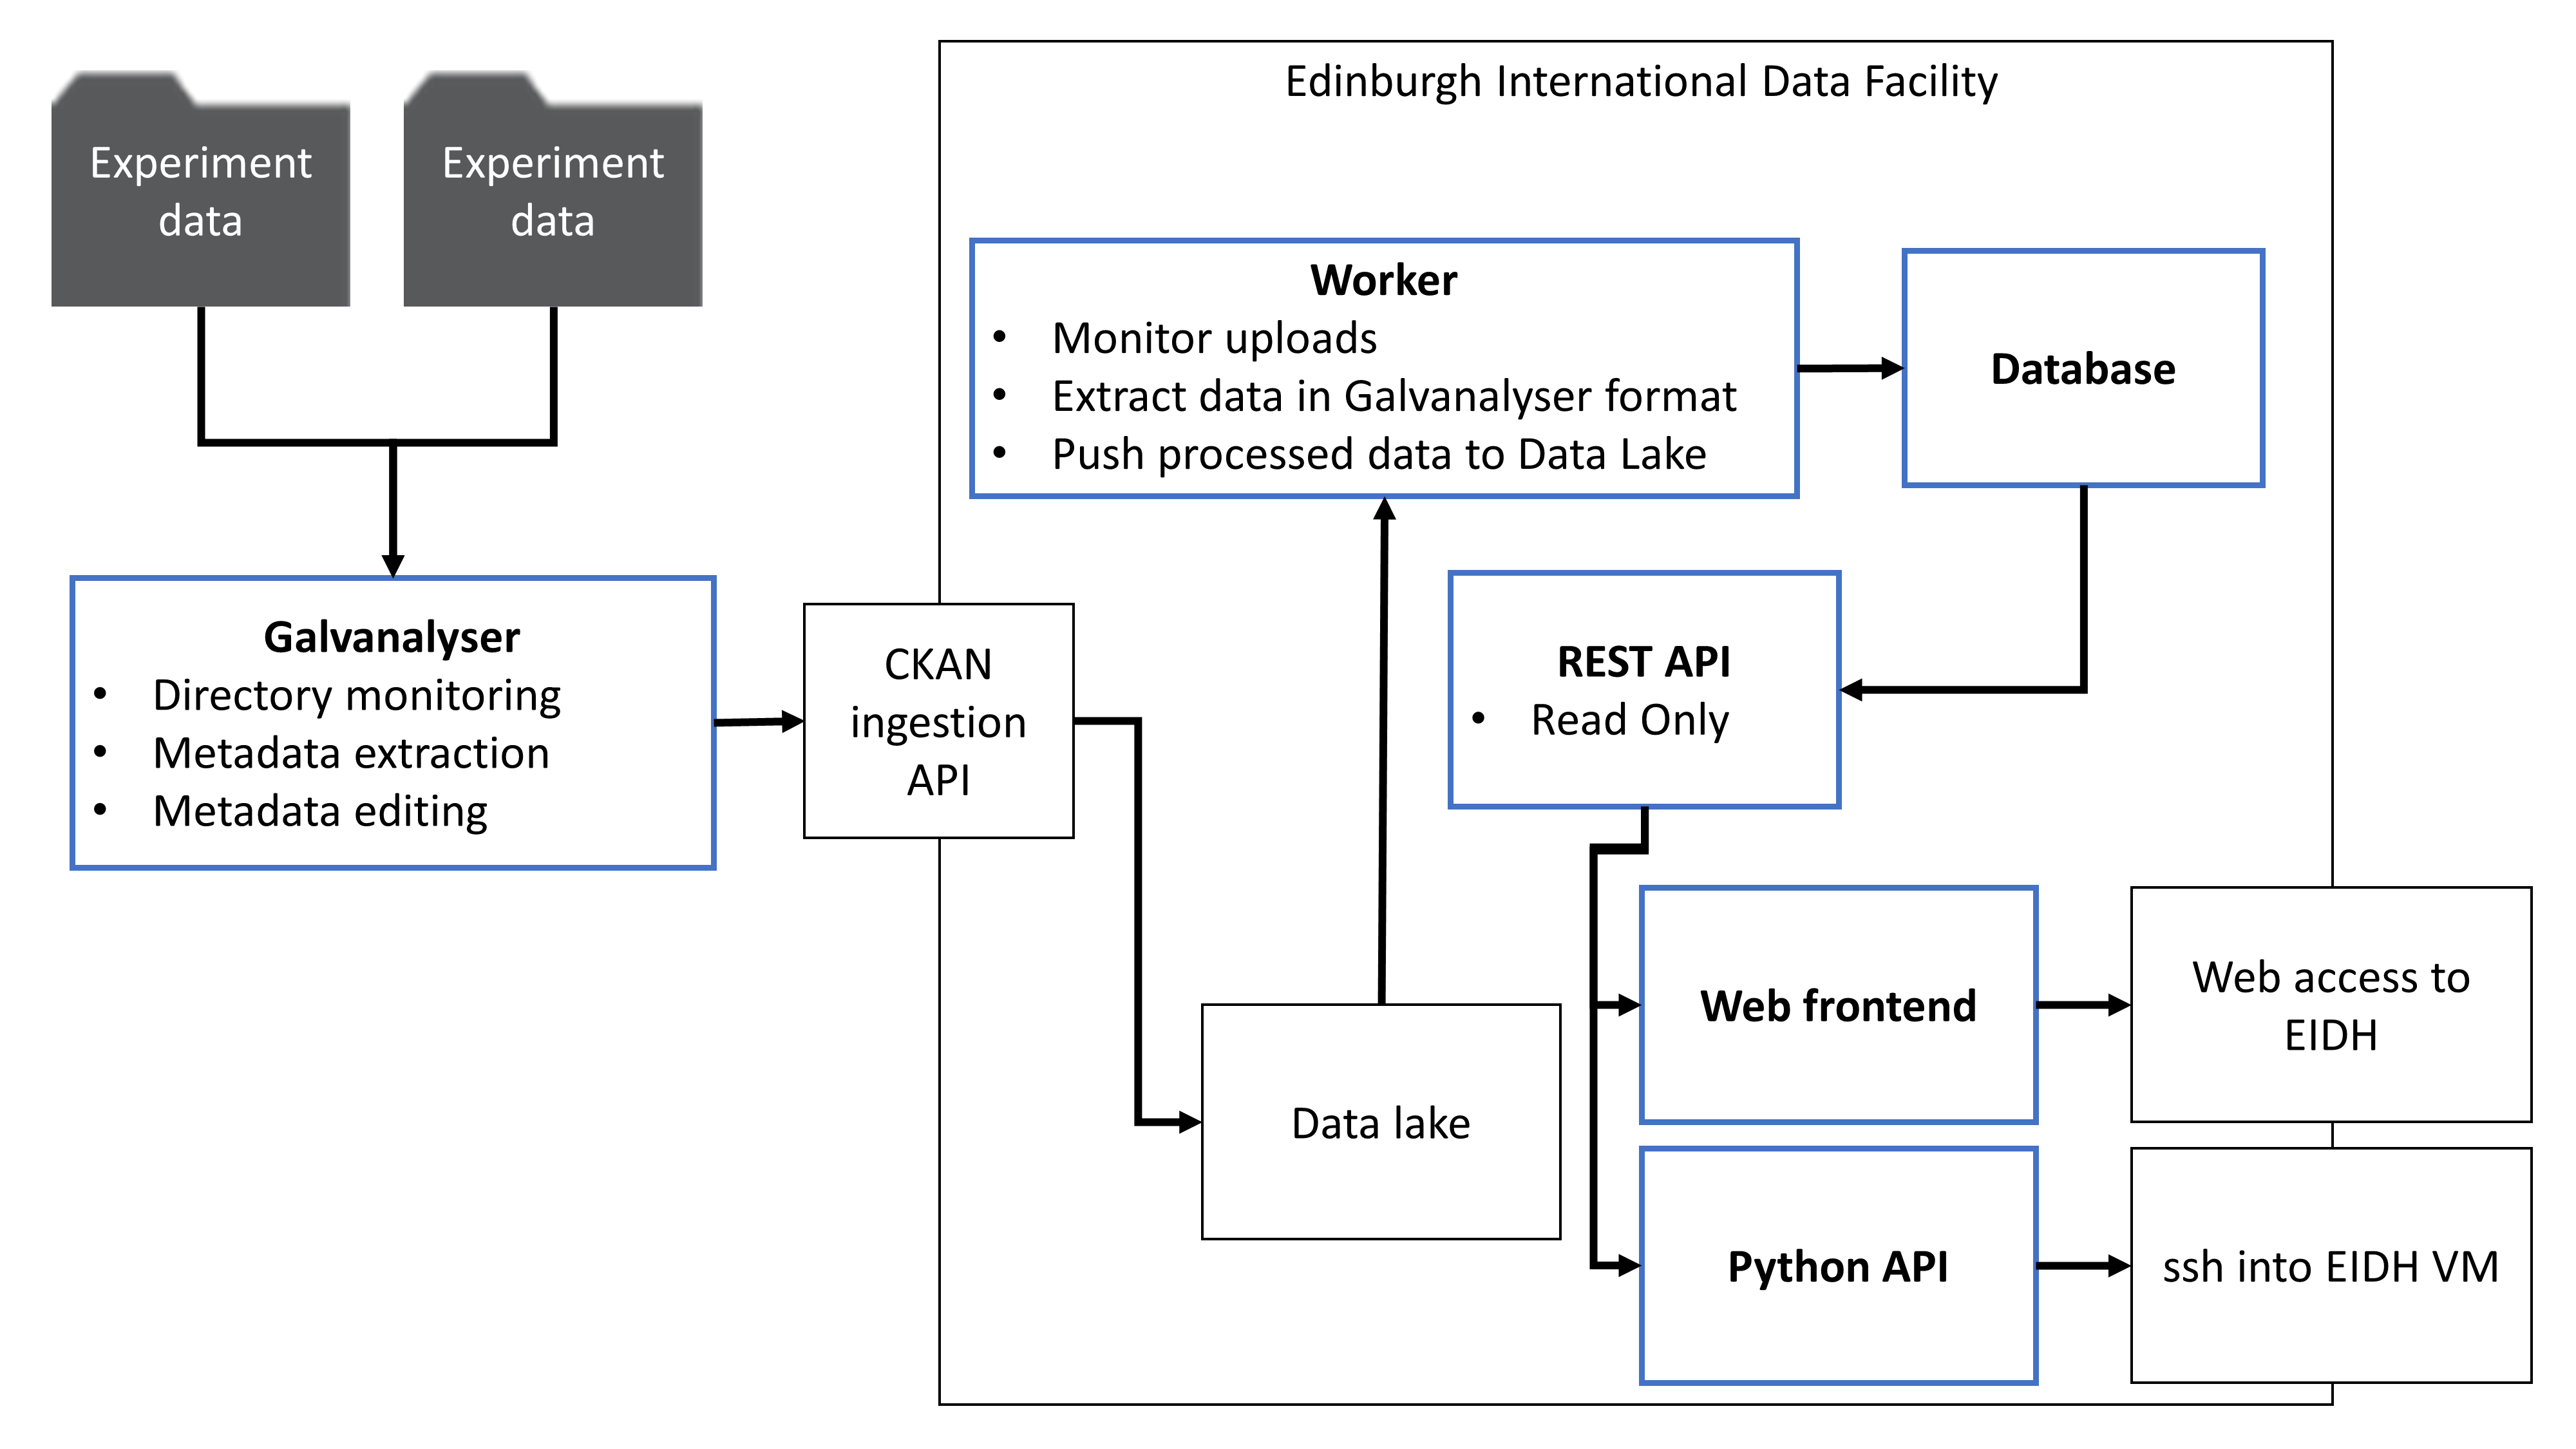 Edinburgh International Data Facility
Experiment
data
Experiment
data
Worker
• Monitor uploads
• Extract data in Galvanalyser format
• Push processed data to Data Lake
Database
Galvanalyser
• Directory monitoring
• Metadata extraction
• Metadata editing
CKAN
ingestion
API
REST API
• Read Only
Data lake
Web frontend
Web access to
EIDH
Python API
ssh into EIDH VM